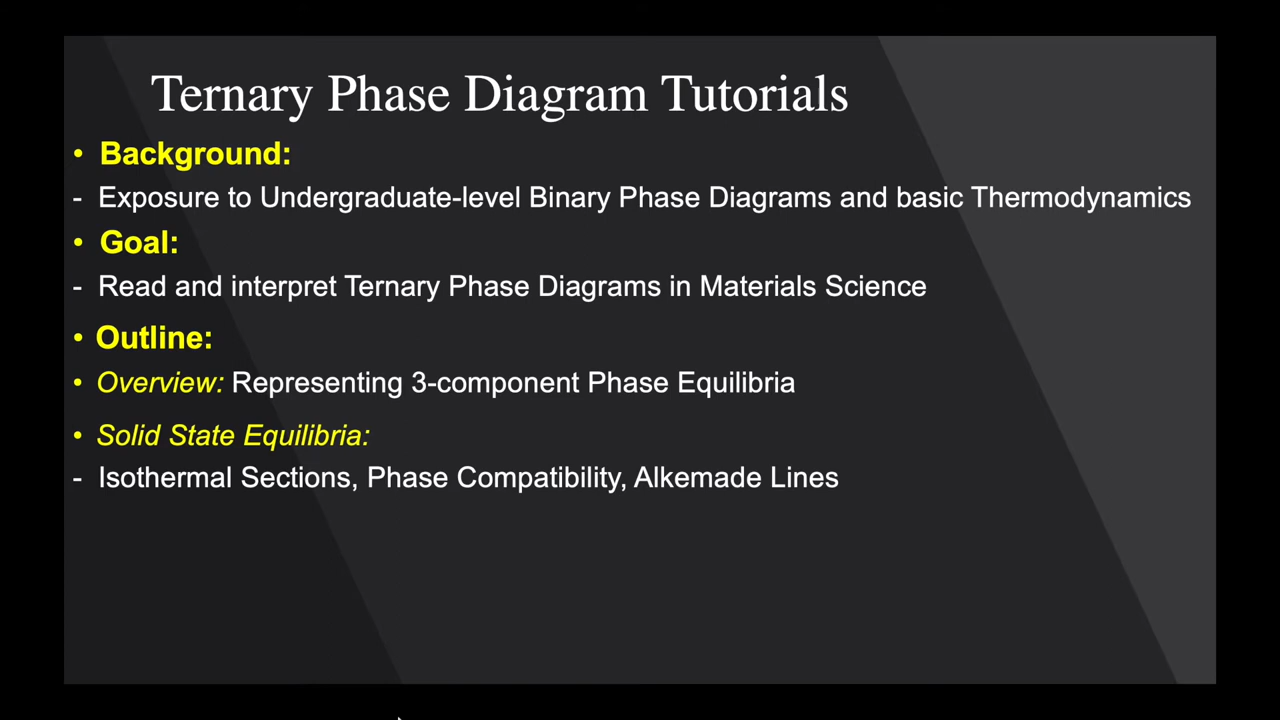 Ternary Phase Diagram Tutorials
• Background:
- Exposure to Undergraduate-level Binary Phase Diagrams and basic Thermodynamics
• Goal:
- Read and interpret Ternary Phase Diagrams in Materials Science
• Outline:
• Overview: Representing 3-component Phase Equilibria
• Solid State Equilibria:
- Isothermal Sections, Phase Compatibility, Alkemade Lines